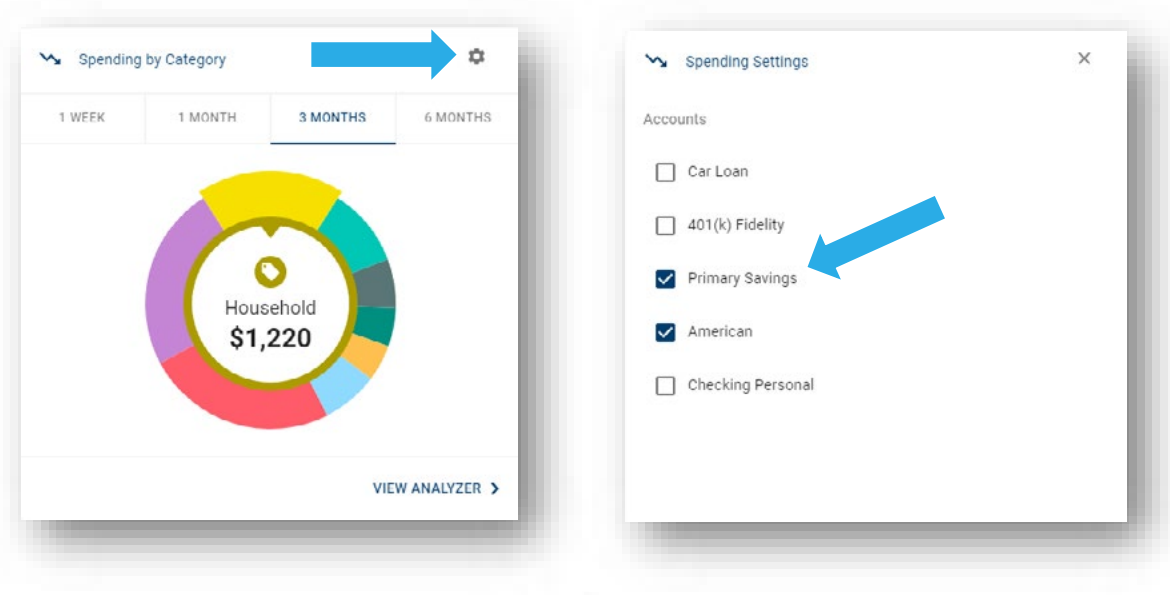 Spending by Category
1 WEEK
1 MONTH
3 MONTHS
6 MONTHS
Household
$1,220
VIEW ANALYZER
Spending Settings
Accounts
Car Loan
401(k) Fidelity
Primary Savings
American
Checking Personal